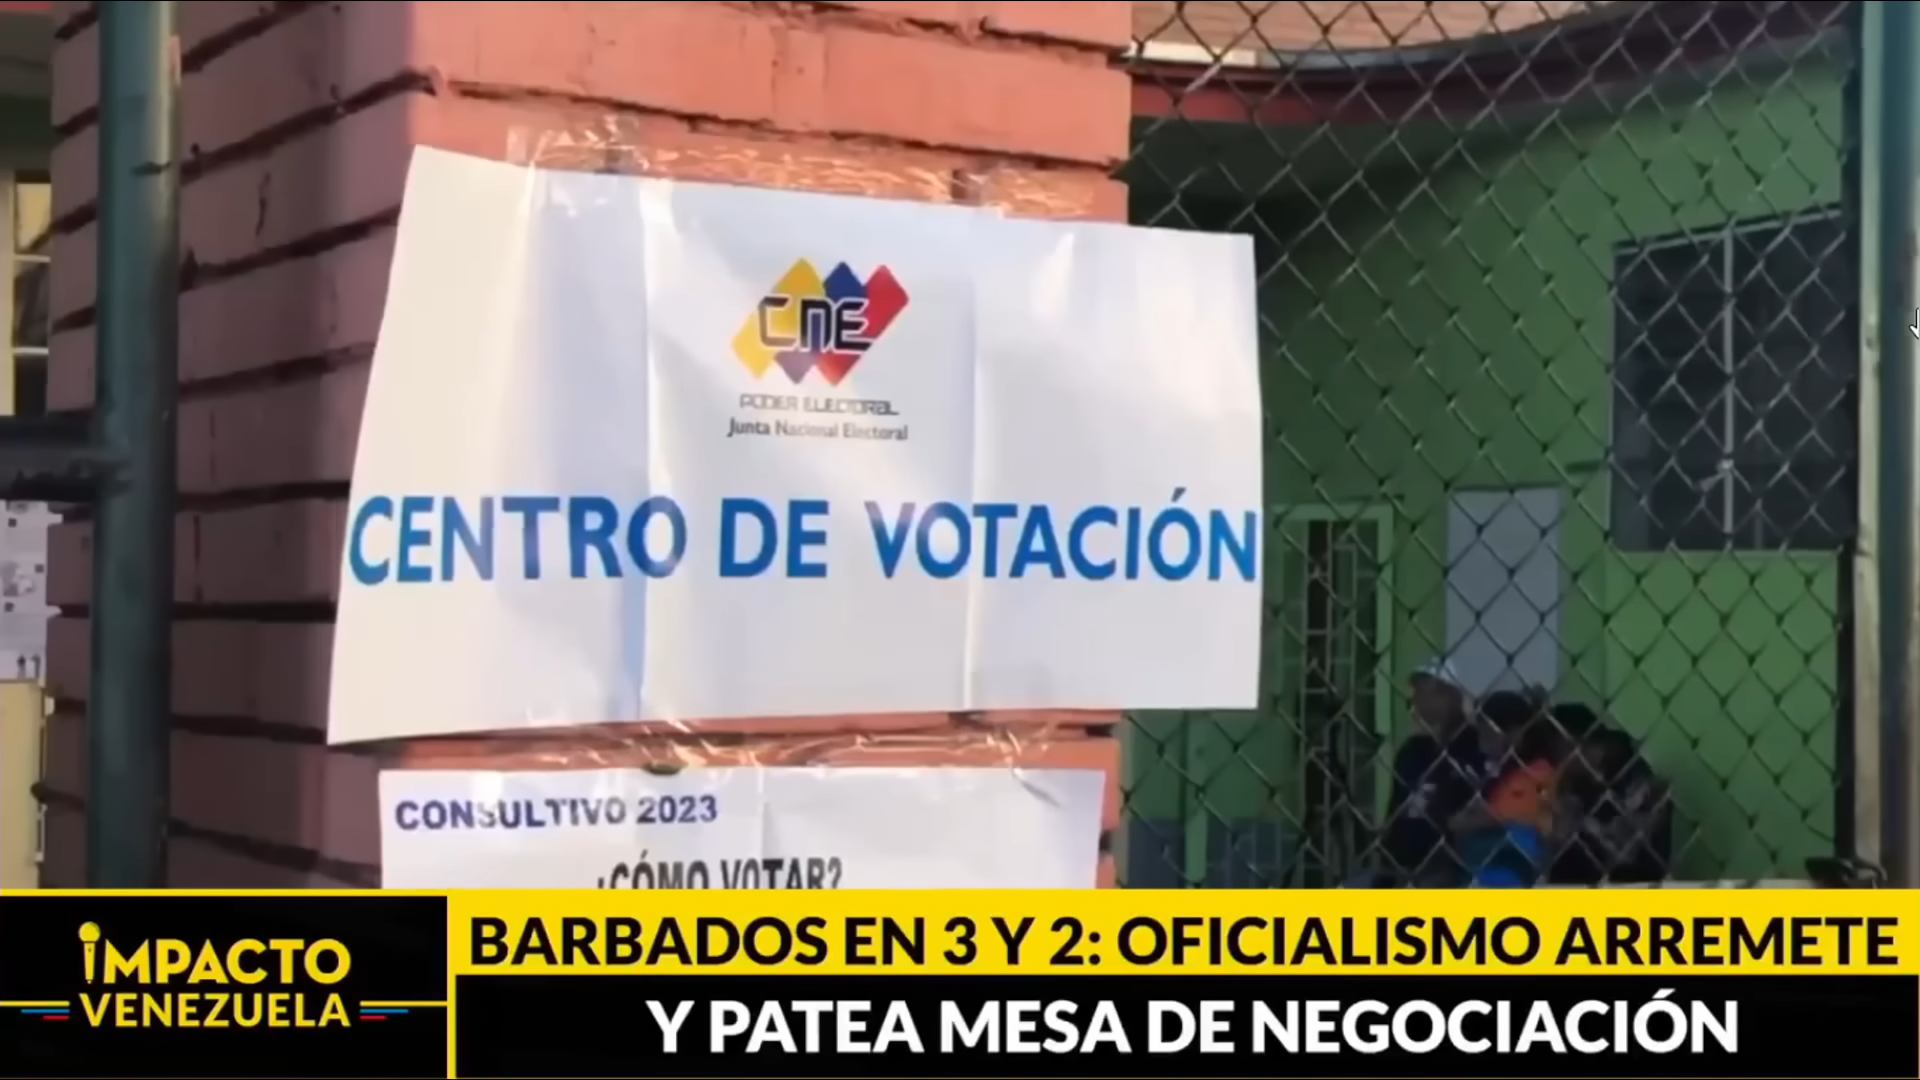 CNE
PODER ELECTORAL
Junta Nacional Electoral
CENTRO DE VOTACIÓN
CONSULTIVO 2023
¿CÓMO VOTAR?
IMPACTO
VENEZUELA
BARBADOS EN 3 Y 2: OFICIALISMO ARREMETE
Y PATEA MESA DE NEGOCIACIÓN